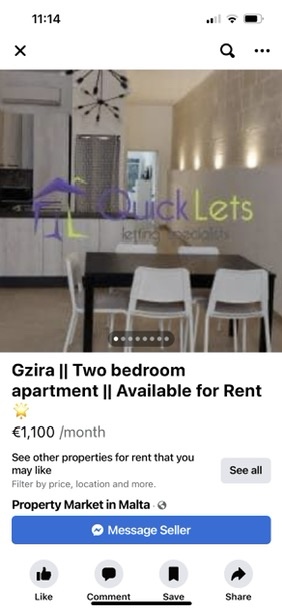 11:14
Quick Lets
letting specialists
Gzira || Two bedroom
apartment || Available for Rent
🌟
€1,100 /month
See other properties for rent that you
may like
Filter by price, location and more.
See all
Property Market in Malta ·
Message Seller
Like
Comment
Save
Share